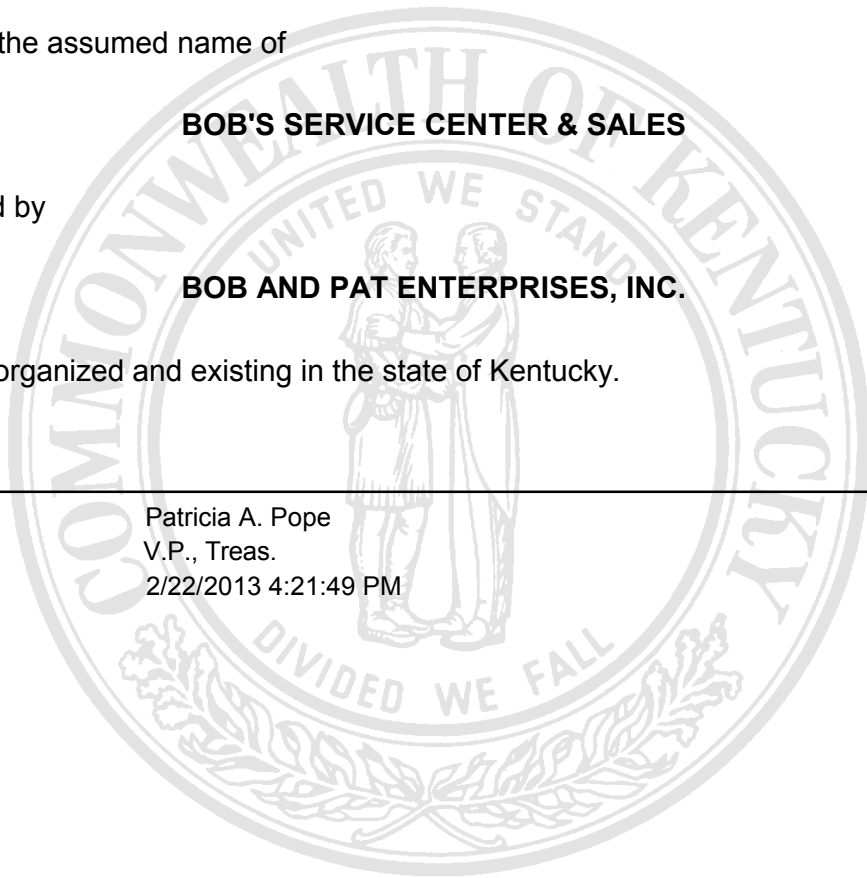 the assumed name of
BOB'S SERVICE CENTER & SALES
d by
BOB AND PAT ENTERPRISES, INC.
organized and existing in the state of Kentucky.
Patricia A. Pope
V.P., Treas.
2/22/2013 4:21:49 PM
COMMONWEALTH OF KENTUCKY
UNITED WE STAND
DIVIDED WE FALL